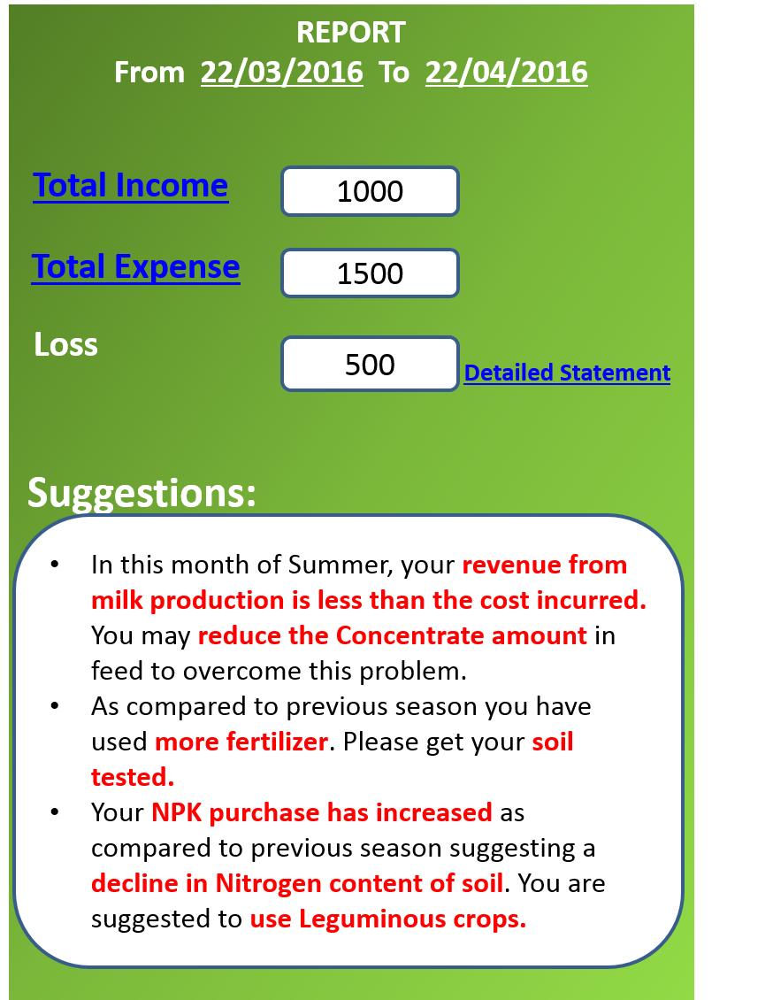 REPORT
From 22/03/2016 To 22/04/2016
Total Income 1000
Total Expense 1500
Loss 500 Detailed Statement
Suggestions:
• In this month of Summer, your revenue from
milk production is less than the cost incurred.
You may reduce the Concentrate amount in
feed to overcome this problem.
• As compared to previous season you have
used more fertilizer. Please get your soil
tested.
• Your NPK purchase has increased as
compared to previous season suggesting a
decline in Nitrogen content of soil. You are
suggested to use Leguminous crops.